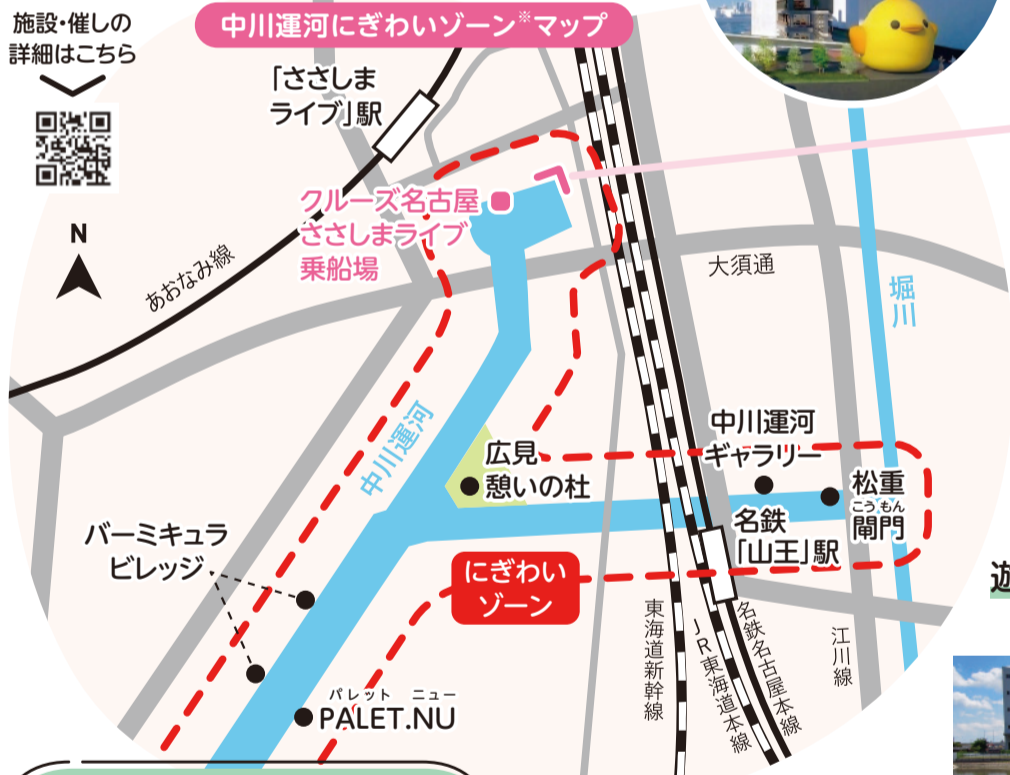 施設・催しの
詳細はこちら
中川運河にぎわいゾーン※マップ
「ささしま
ライブ」駅
N
クルーズ名古屋
ささしまライブ
乗船場
あおなみ線
大須通
堀川
中川運河
広見
憩いの杜
中川運河
ギャラリー
松重
こうもん
閘門
名鉄
「山王」駅
バーミキュラ
ビレッジ
にぎわい
ゾーン
東海道新幹線
JR東海道本線
名鉄名古屋本線
江川線
パレット ニュー
PALET.NU
遊